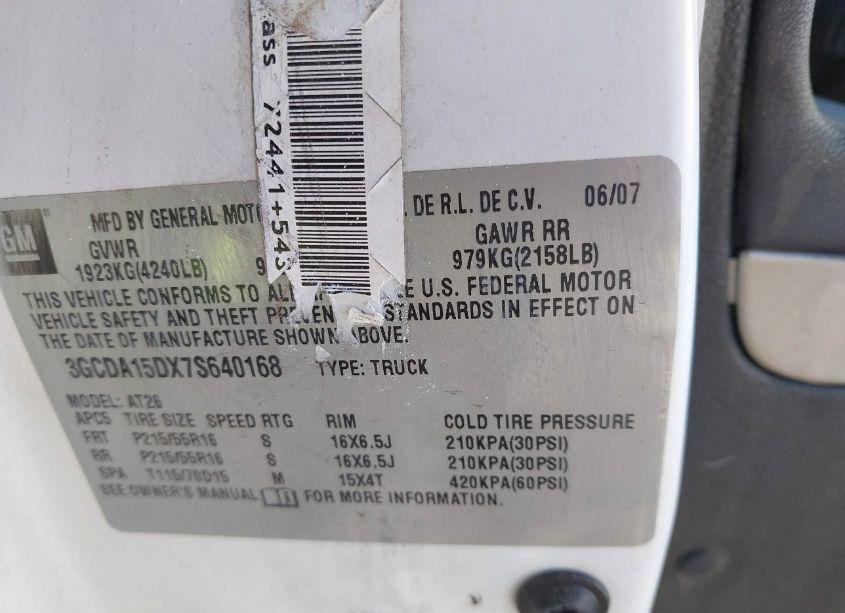 ass 72441+543
GM
MFD BY GENERAL MOTO DE R.L. DE C.V. 06/07
GVWR GAWR RR
1923KG(4240LB) 9 979KG(2158LB)
THIS VEHICLE CONFORMS TO AL LE U.S. FEDERAL MOTOR
VEHICLE SAFETY AND THEFT PREVEN STANDARDS IN EFFECT ON
THE DATE OF MANUFACTURE SHOWN ABOVE.
3GCDA15DX7S640168 TYPE: TRUCK
MODEL: AT26
APC5 TIRE SIZE SPEED RTG RIM COLD TIRE PRESSURE
FRT P215/55R16 S 16X6.5J 210KPA(30PSI)
RR P215/55R16 S 16X6.5J 210KPA(30PSI)
SPA T115/70D15 M 15X4T 420KPA(60PSI)
SEE OWNER'S MANUAL FOR MORE INFORMATION.